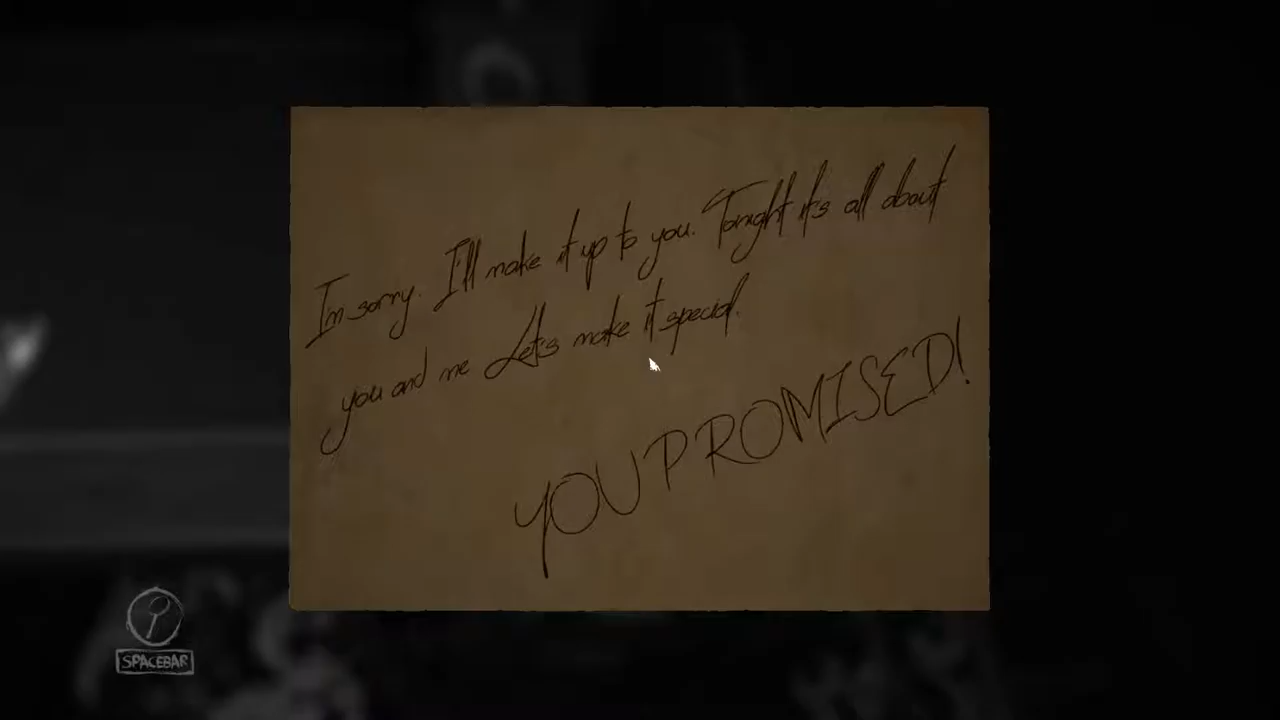 I'm sorry. I'll make it up to you. Tonight it's all about
you and me Let's make it special.
YOU PROMISED!
SPACEBAR